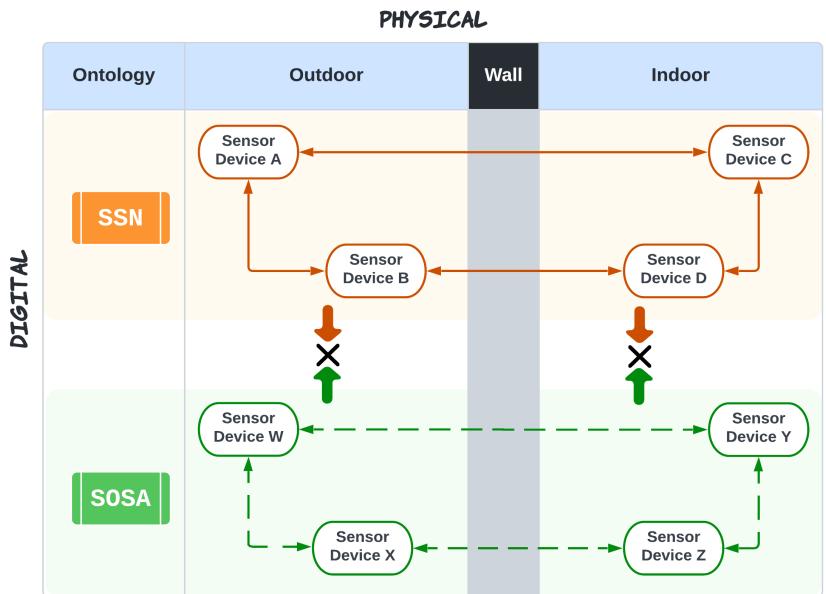 PHYSICAL
Ontology
Outdoor
Wall
Indoor
DIGITAL
SSN
Sensor
Device A
Sensor
Device C
Sensor
Device B
Sensor
Device D
SOSA
Sensor
Device W
Sensor
Device Y
Sensor
Device X
Sensor
Device Z